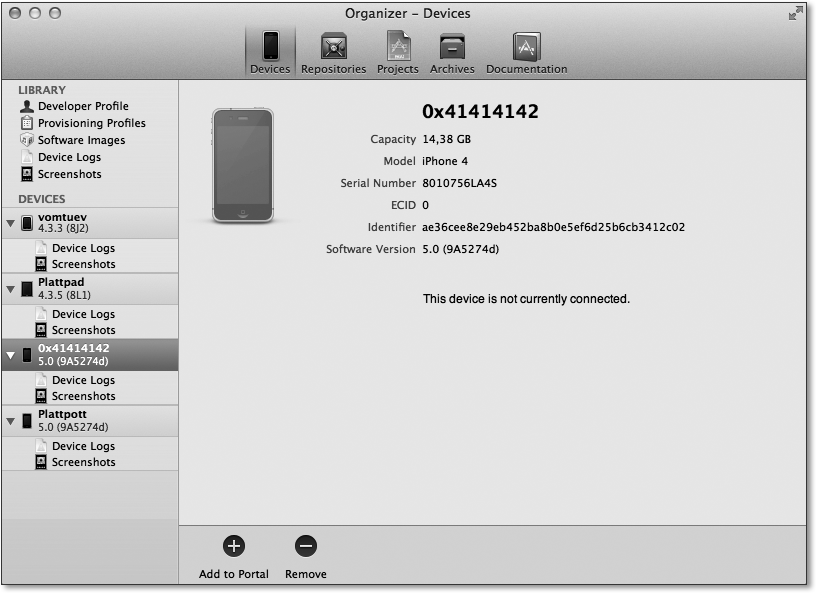 Organizer – Devices
Devices Repositories Projects Archives Documentation
LIBRARY
Developer Profile
Provisioning Profiles
Software Images
Device Logs
Screenshots
DEVICES
vomtuev
4.3.3 (8J2)
Device Logs
Screenshots
Plattpad
4.3.5 (8L1)
Device Logs
Screenshots
0x41414142
5.0 (9A5274d)
Device Logs
Screenshots
Plattpott
5.0 (9A5274d)
Device Logs
Screenshots
0x41414142
Capacity 14,38 GB
Model iPhone 4
Serial Number 8010756LA4S
ECID 0
Identifier ae36cee8e29eb452ba8b0e5ef6d25b6cb3412c02
Software Version 5.0 (9A5274d)
This device is not currently connected.
Add to Portal Remove